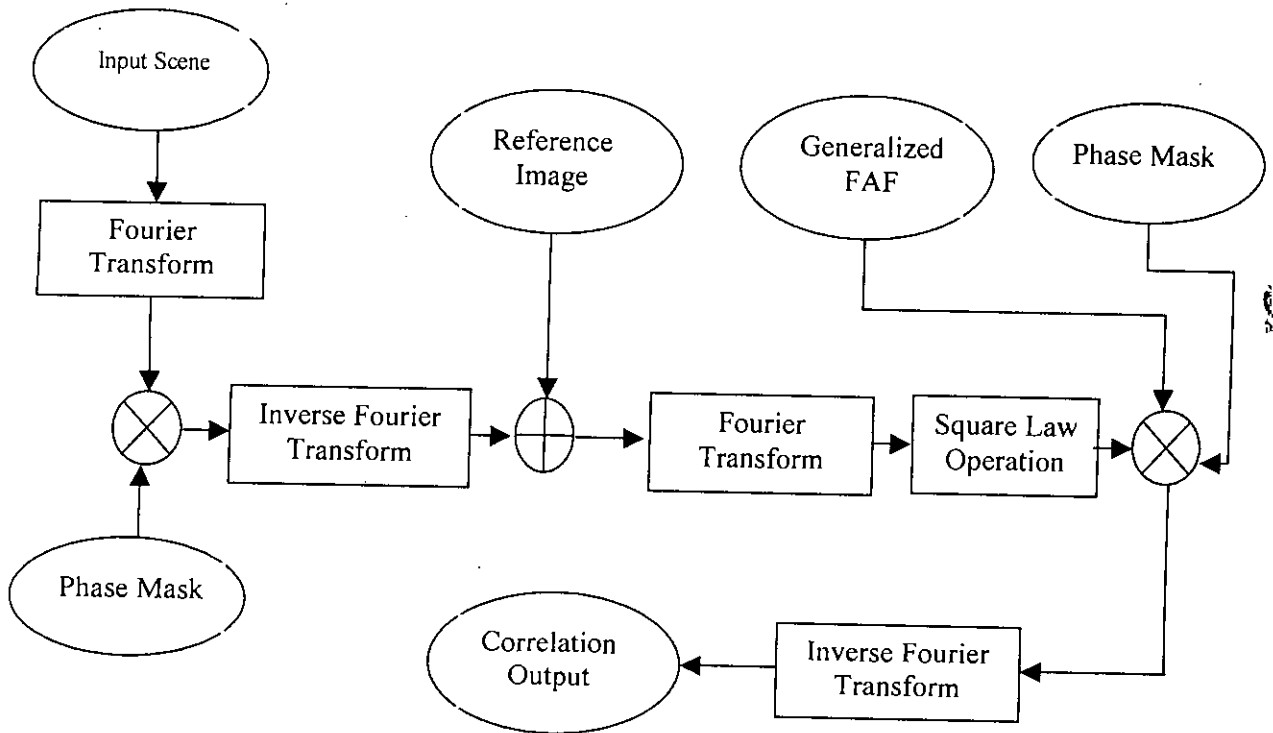 Input Scene
Fourier
Transform
Reference
Image
Generalized
FAF
Phase Mask
Inverse Fourier
Transform
Fourier
Transform
Square Law
Operation
Phase Mask
Correlation
Output
Inverse Fourier
Transform